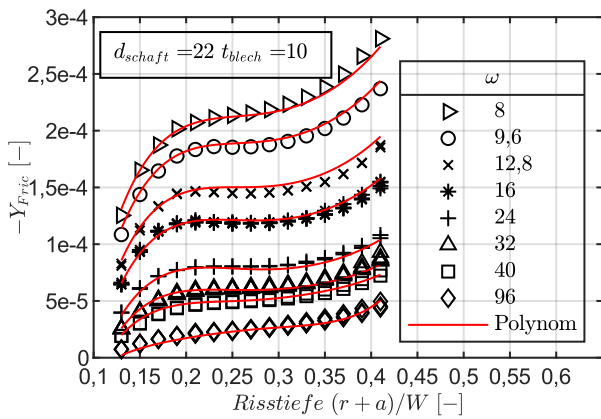 3e-4
2,5e-4
2e-4
1,5e-4
1e-4
5e-5
0
−Y_Fric [−]
d_schaft =22 t_blech =10
ω
8
9,6
12,8
16
24
32
40
96
Polynom
0,1 0,15 0,2 0,25 0,3 0,35 0,4 0,45 0,5 0,55 0,6
Risstiefe (r + a)/W [−]